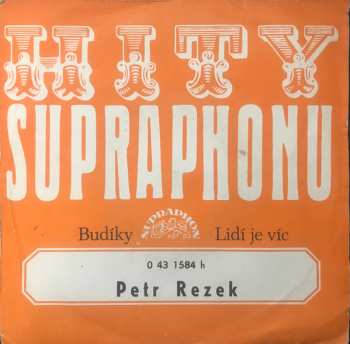 HITY
SUPRAPHONU
Budíky SUPRAPHON Lidí je víc
0 43 1584 h
Petr Rezek